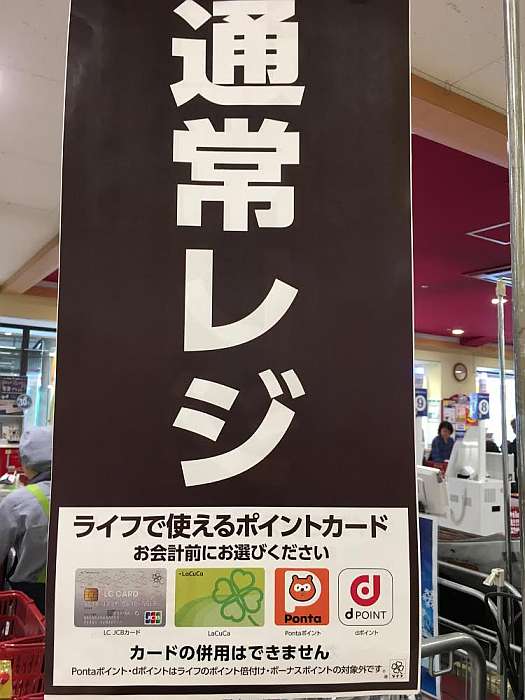 通常レジ
ライフで使えるポイントカード
お会計前にお選びください
LC CARD
JCB
LaCuCa
Ponta
d POINT
LC JCBカード
LaCuCa
Pontaポイント
dポイント
カードの併用はできません
Pontaポイント・dポイントはライフのポイント倍付け・ボーナスポイントの対象外です。
9
8